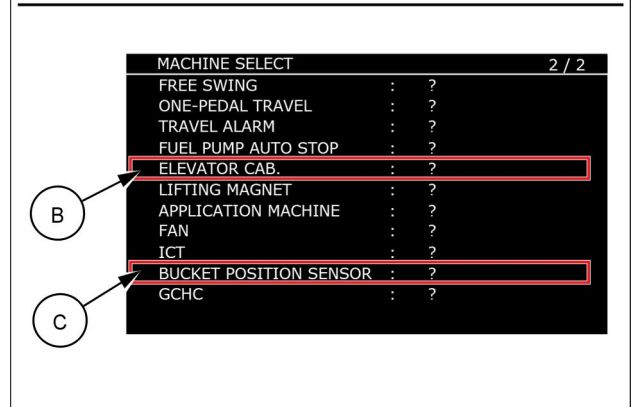 MACHINE SELECT 2 / 2
FREE SWING : ?
ONE-PEDAL TRAVEL : ?
TRAVEL ALARM : ?
FUEL PUMP AUTO STOP : ?
ELEVATOR CAB. : ?
LIFTING MAGNET : ?
B
APPLICATION MACHINE : ?
FAN : ?
ICT : ?
BUCKET POSITION SENSOR : ?
GCHC : ?
C